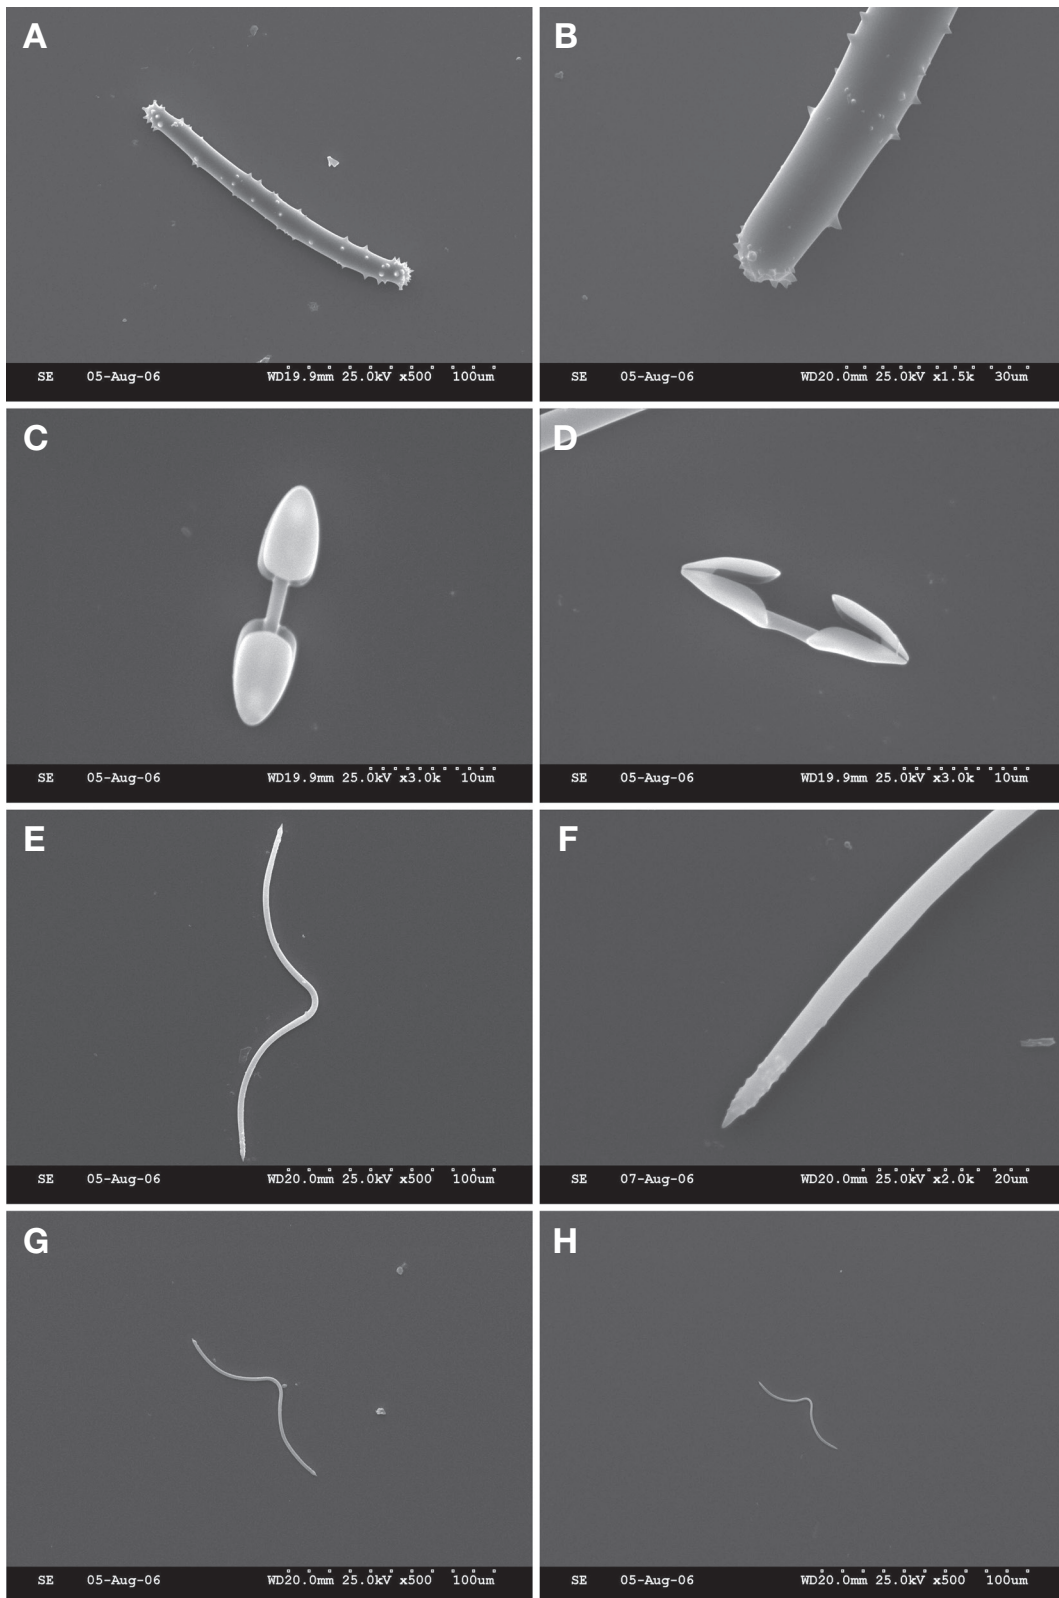 A
SE 05-Aug-06 WD19.9mm 25.0kV x500 100um
B
SE 05-Aug-06 WD20.0mm 25.0kV x1.5k 30um
C
SE 05-Aug-06 WD19.9mm 25.0kV x3.0k 10um
D
SE 05-Aug-06 WD19.9mm 25.0kV x3.0k 10um
E
SE 05-Aug-06 WD20.0mm 25.0kV x500 100um
F
SE 07-Aug-06 WD20.0mm 25.0kV x2.0k 20um
G
SE 05-Aug-06 WD20.0mm 25.0kV x500 100um
H
SE 05-Aug-06 WD20.0mm 25.0kV x500 100um